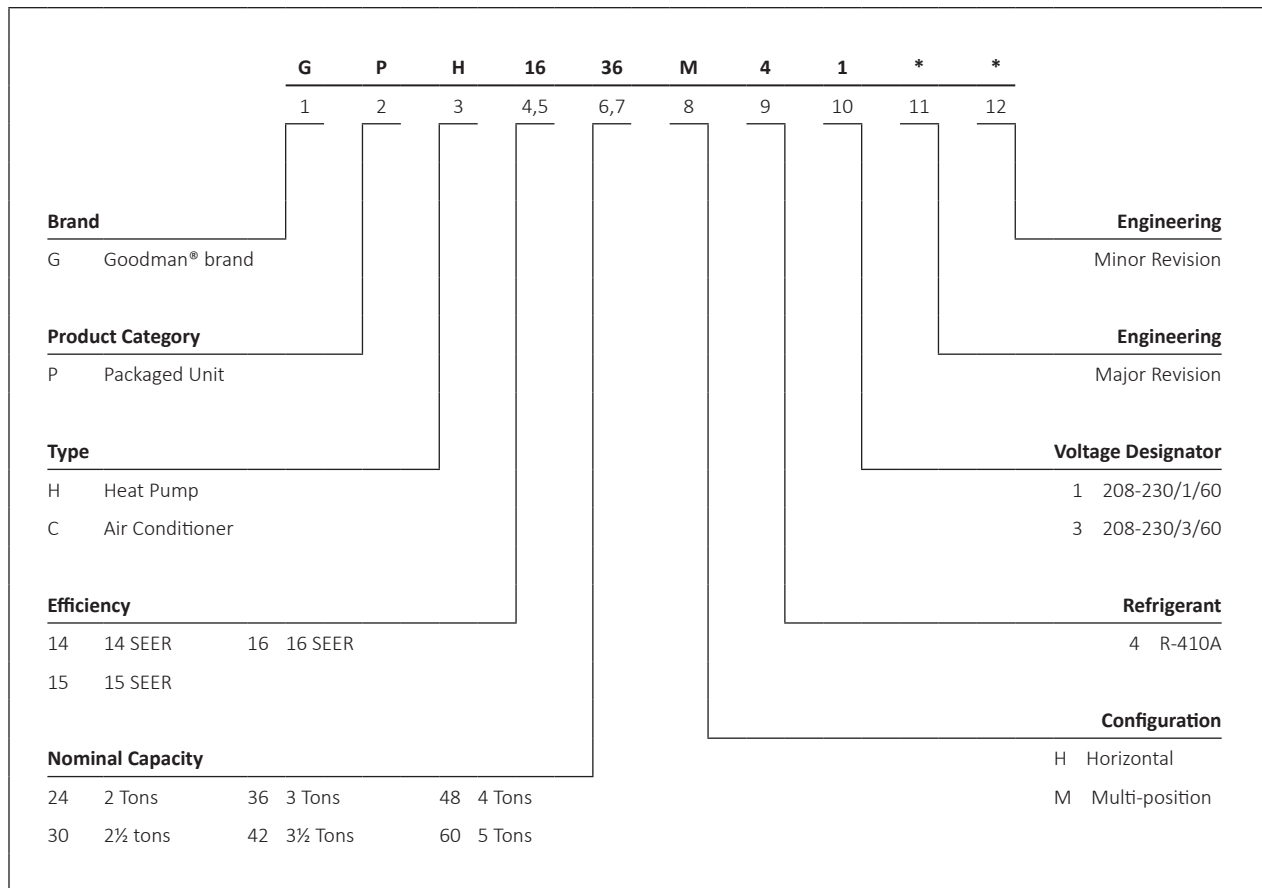 G P H 16 36 M 4 1 * *
1 2 3 4,5 6,7 8 9 10 11 12
Brand
G Goodman® brand
Product Category
P Packaged Unit
Type
H Heat Pump
C Air Conditioner
Efficiency
14 14 SEER 16 16 SEER
15 15 SEER
Nominal Capacity
24 2 Tons 36 3 Tons 48 4 Tons
30 2½ tons 42 3½ Tons 60 5 Tons
Engineering
Minor Revision
Engineering
Major Revision
Voltage Designator
1 208-230/1/60
3 208-230/3/60
Refrigerant
4 R-410A
Configuration
H Horizontal
M Multi-position